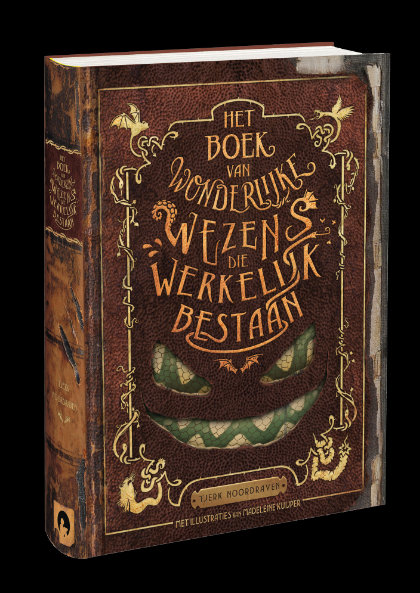 HET
BOEK
VAN
WONDERLIJKE
WEZENS
DIE
WERKELIJK
BESTAAN
TJERK NOORDRAVEN
MET ILLUSTRATIES VAN MADELEINE KUIJPER
HET
BOEK
VAN
WONDERLIJKE
WEZENS
DIE
WERKELIJK
BESTAAN